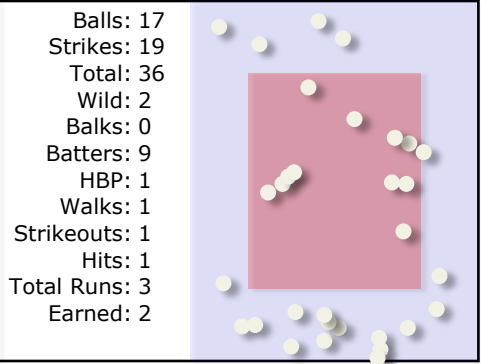 Balls: 17
Strikes: 19
Total: 36
Wild: 2
Balks: 0
Batters: 9
HBP: 1
Walks: 1
Strikeouts: 1
Hits: 1
Total Runs: 3
Earned: 2